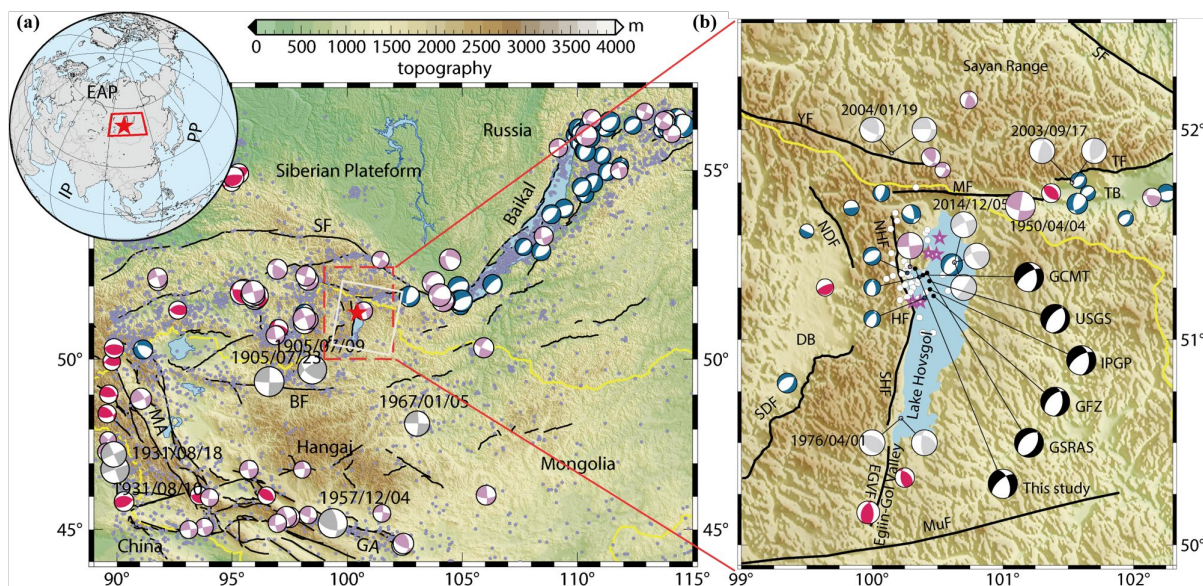 (a)
EAP
PP
IP
0 500 1000 1500 2000 2500 3000 3500 4000 m
topography
Russia
Siberian Plateform
Baikal
SF
1905/07/09
1905/07/23
BF
MA
1967/01/05
Hangai
Mongolia
1931/08/18
1931/08/10
1957/12/04
GA
China
55°
50°
45°
90° 95° 100° 105° 110° 115°
(b)
Sayan Range
SF
2004/01/19
2003/09/17
YF
TF
MF
TB
2014/12/05
1950/04/04
NDF
NHF
GCMT
HF
USGS
DB
IPGP
Lake Hovsgol
SHF
GFZ
SDF
1976/04/01
GSRAS
EGVF
Egiin-Gol Valley
This study
MuF
52°
51°
50°
99° 100° 101° 102°